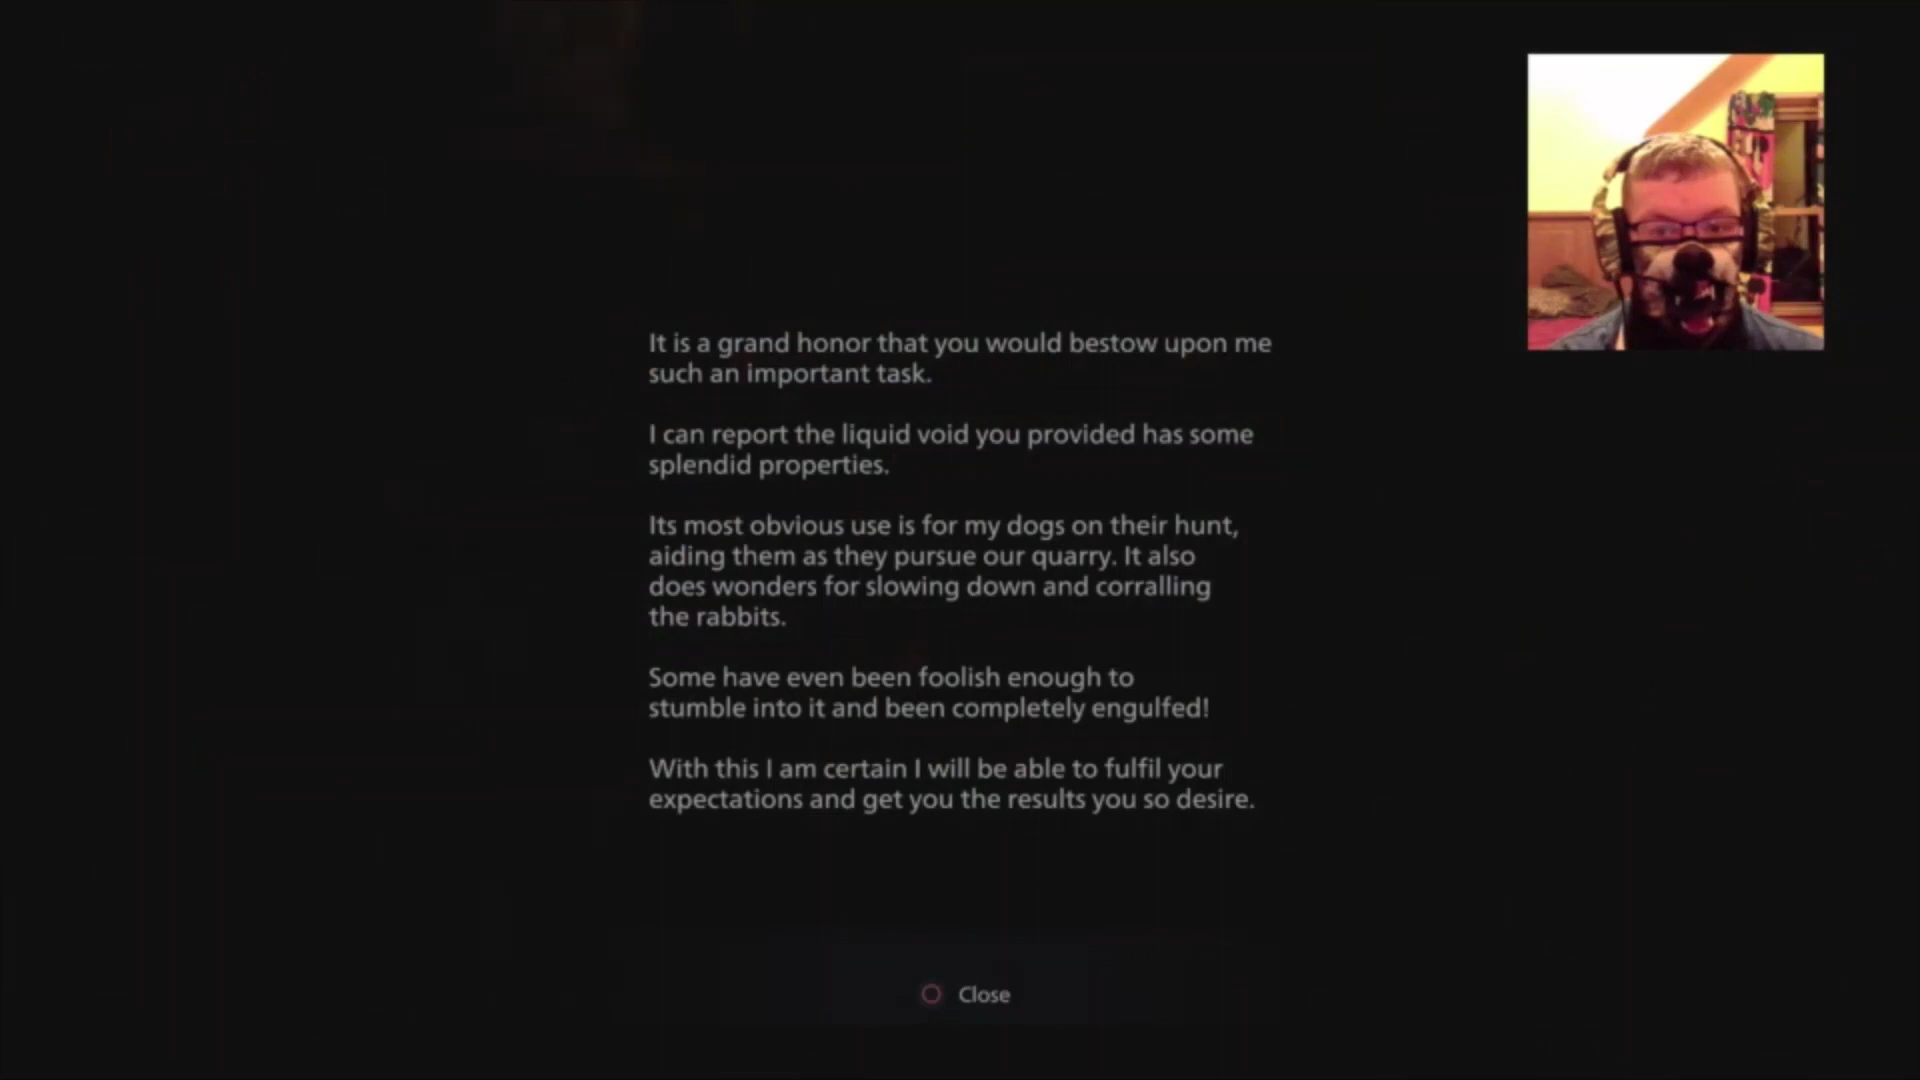 It is a grand honor that you would bestow upon me
such an important task.
I can report the liquid void you provided has some
splendid properties.
Its most obvious use is for my dogs on their hunt,
aiding them as they pursue our quarry. It also
does wonders for slowing down and corralling
the rabbits.
Some have even been foolish enough to
stumble into it and been completely engulfed!
With this I am certain I will be able to fulfil your
expectations and get you the results you so desire.
Close